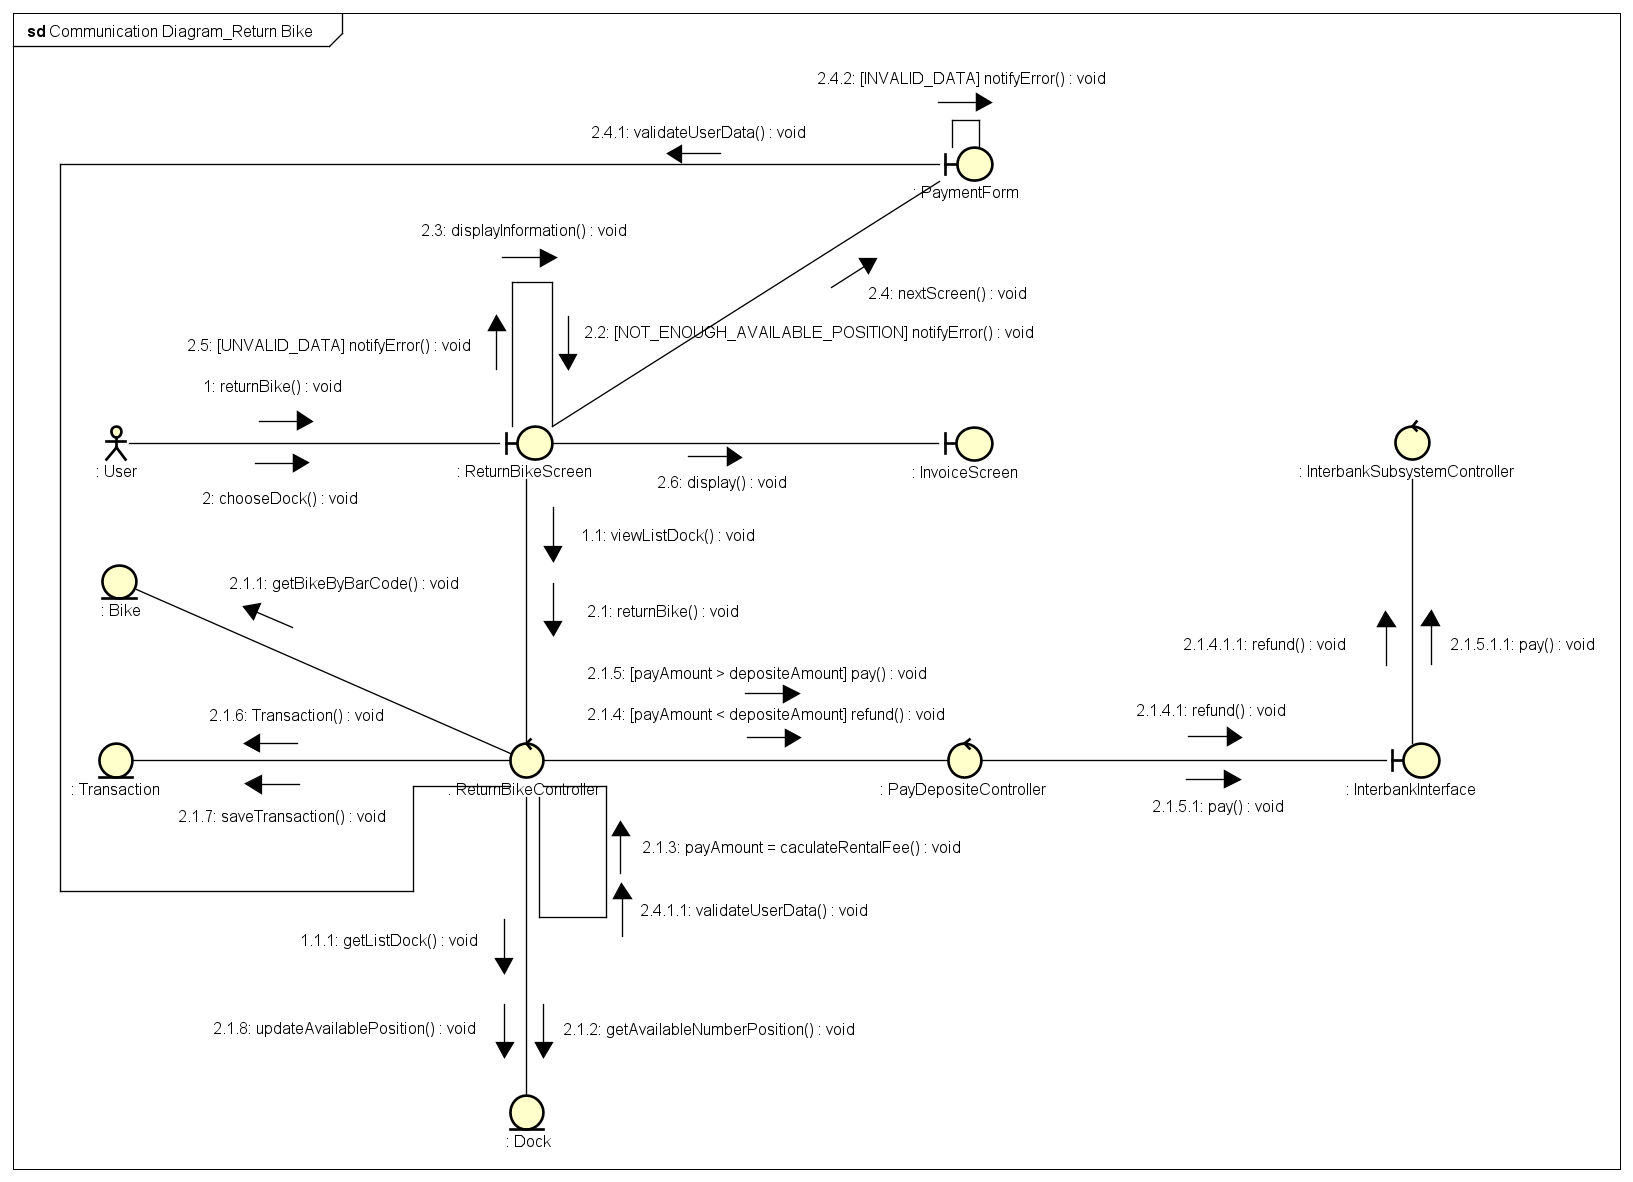 sd Communication Diagram_Return Bike
2.4.2: [INVALID_DATA] notifyError() : void
2.4.1: validateUserData() : void
: PaymentForm
2.3: displayInformation() : void
2.4: nextScreen() : void
2.2: [NOT_ENOUGH_AVAILABLE_POSITION] notifyError() : void
2.5: [UNVALID_DATA] notifyError() : void
1: returnBike() : void
: User
: ReturnBikeScreen
: InvoiceScreen
: InterbankSubsystemController
2.6: display() : void
2: chooseDock() : void
1.1: viewListDock() : void
2.1.1: getBikeByBarCode() : void
: Bike
2.1: returnBike() : void
2.1.4.1.1: refund() : void
2.1.5.1.1: pay() : void
2.1.5: [payAmount > depositeAmount] pay() : void
2.1.6: Transaction() : void
2.1.4: [payAmount < depositeAmount] refund() : void
2.1.4.1: refund() : void
: Transaction
: ReturnBikeController
: PayDepositeController
: InterbankInterface
2.1.7: saveTransaction() : void
2.1.5.1: pay() : void
2.1.3: payAmount = caculateRentalFee() : void
2.4.1.1: validateUserData() : void
1.1.1: getListDock() : void
2.1.8: updateAvailablePosition() : void
2.1.2: getAvailableNumberPosition() : void
: Dock